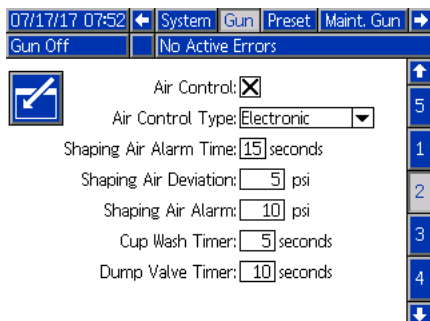 07/17/17 07:52 System Gun Preset Maint. Gun
Gun Off No Active Errors
Air Control:
Air Control Type: Electronic
Shaping Air Alarm Time: 15 seconds
Shaping Air Deviation: 5 psi
Shaping Air Alarm: 10 psi
Cup Wash Timer: 5 seconds
Dump Valve Timer: 10 seconds
5
1
2
3
4